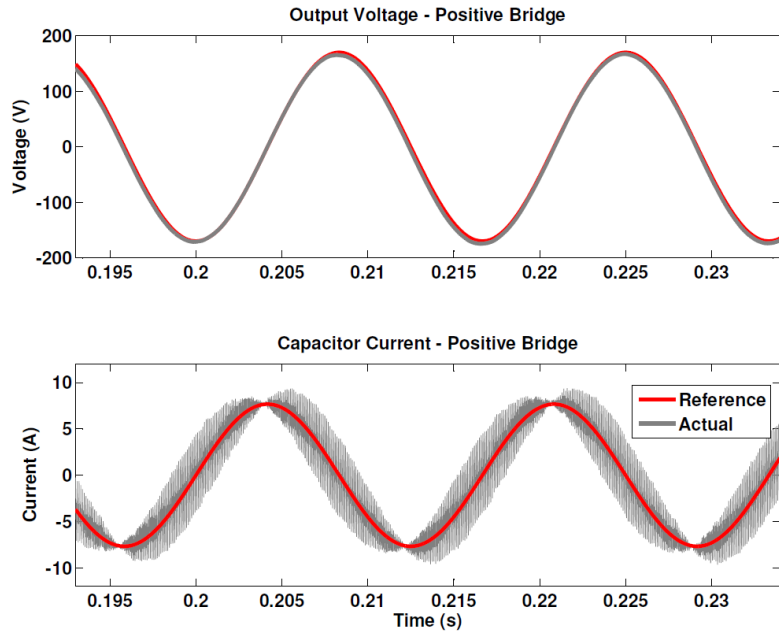 Output Voltage - Positive Bridge
200
100
0
-100
-200
Voltage (V)
0.195 0.2 0.205 0.21 0.215 0.22 0.225 0.23
Capacitor Current - Positive Bridge
10
5
0
-5
-10
Current (A)
Reference
Actual
0.195 0.2 0.205 0.21 0.215 0.22 0.225 0.23
Time (s)